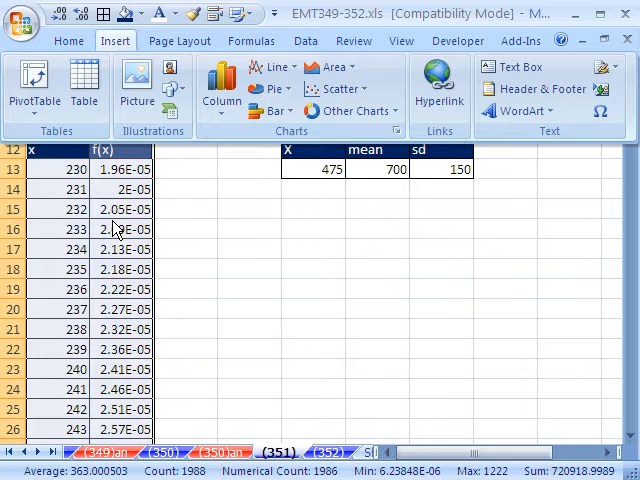 EMT349-352.xls [Compatibility Mode] - M...
Home Insert Page Layout Formulas Data Review View Developer Add-Ins
PivotTable Table Picture Column Line Area Pie Scatter Bar Other Charts Hyperlink Text Box Header & Footer WordArt
Tables Illustrations Charts Links Text
12 x f(x) X mean sd
13 230 1.96E-05 475 700 150
14 231 2E-05
15 232 2.05E-05
16 233
17 234 2.13E-05
18 235 2.18E-05
19 236 2.22E-05
20 237 2.27E-05
21 238 2.32E-05
22 239 2.36E-05
23 240 2.41E-05
24 241 2.46E-05
25 242 2.51E-05
26 243 2.57E-05
(349)an (350) (350)an (351) (352) S
Average: 363.000503 Count: 1988 Numerical Count: 1986 Min: 6.23848E-06 Max: 1222 Sum: 720918.9989